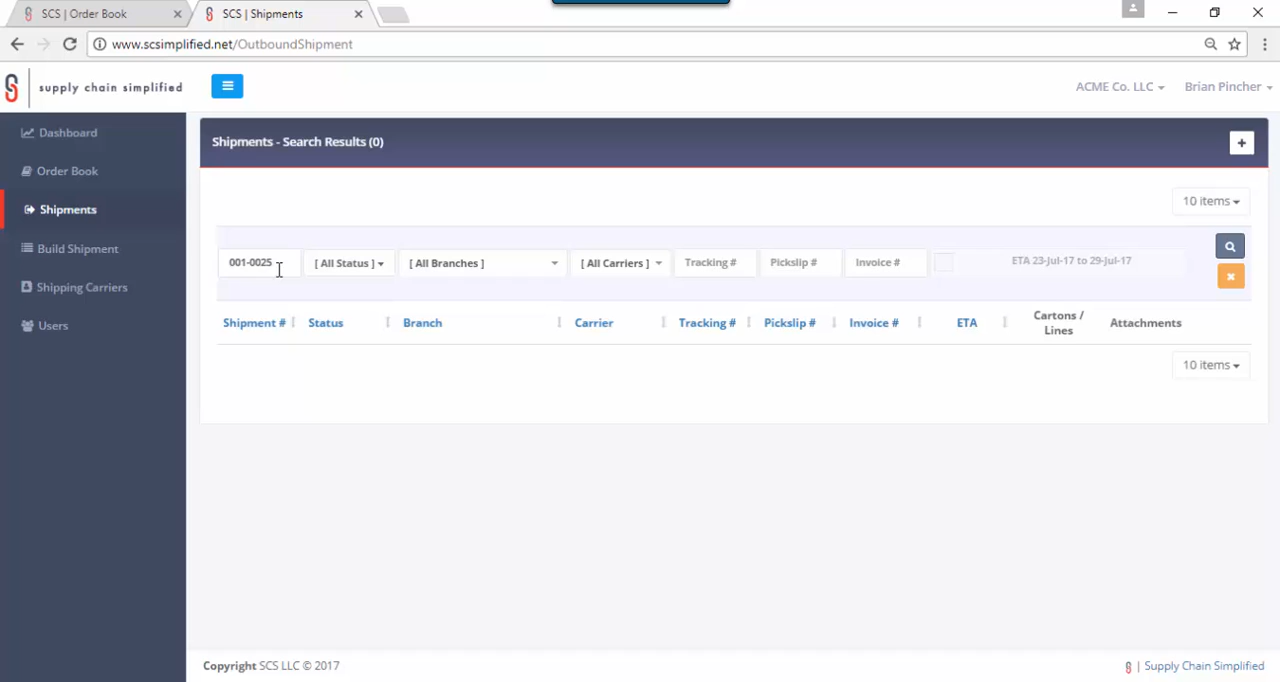 SCS | Order Book
SCS | Shipments
www.scsimplified.net/OutboundShipment
supply chain simplified
ACME Co. LLC
Brian Pincher
Dashboard
Order Book
Shipments
Build Shipment
Shipping Carriers
Users
Shipments - Search Results (0)
10 items
001-0025
[ All Status ]
[ All Branches ]
[ All Carriers ]
Tracking #
Pickslip #
Invoice #
ETA 23-Jul-17 to 29-Jul-17
Shipment #
Status
Branch
Carrier
Tracking #
Pickslip #
Invoice #
ETA
Cartons /
Lines
Attachments
10 items
Copyright SCS LLC © 2017
| Supply Chain Simplified